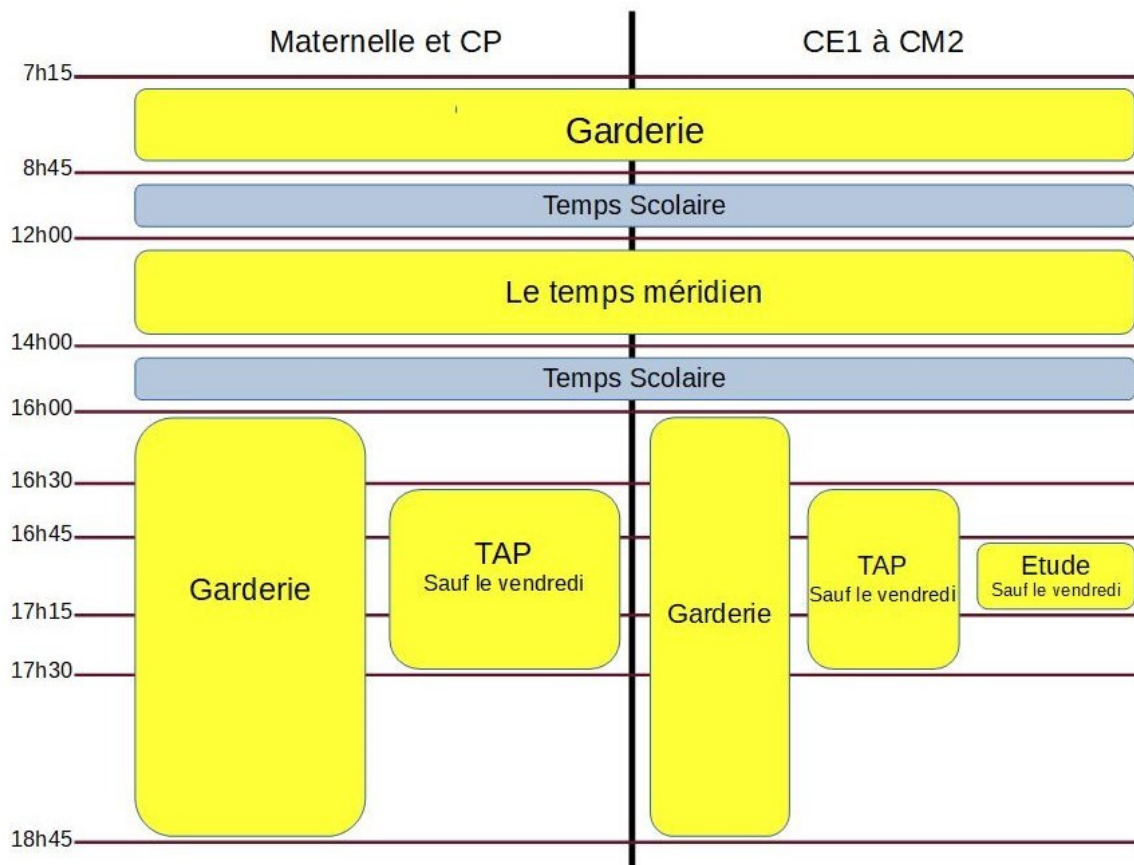 Maternelle et CP
CE1 à CM2
7h15
Garderie
8h45
Temps Scolaire
12h00
Le temps méridien
14h00
Temps Scolaire
16h00
16h30
16h45
17h15
17h30
18h45
Garderie
TAP
Sauf le vendredi
Garderie
TAP
Sauf le vendredi
Etude
Sauf le vendredi